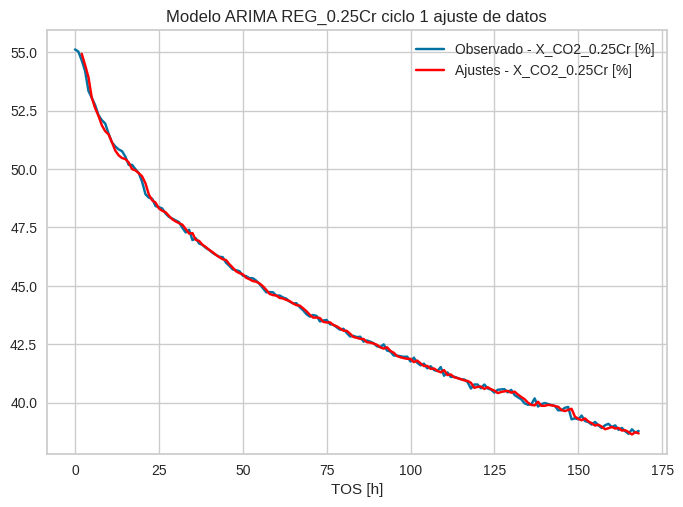 Modelo ARIMA REG_0.25Cr ciclo 1 ajuste de datos
Observado - X_CO2_0.25Cr [%]
Ajustes - X_CO2_0.25Cr [%]
55.0
52.5
50.0
47.5
45.0
42.5
40.0
0 25 50 75 100 125 150 175
TOS [h]